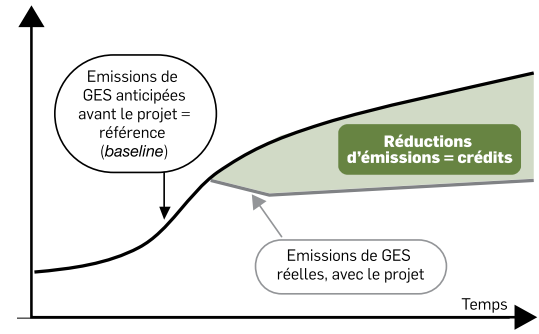 Emissions de
GES anticipées
avant le projet =
référence
(baseline)
Réductions
d'émissions = crédits
Emissions de GES
réelles, avec le projet
Temps